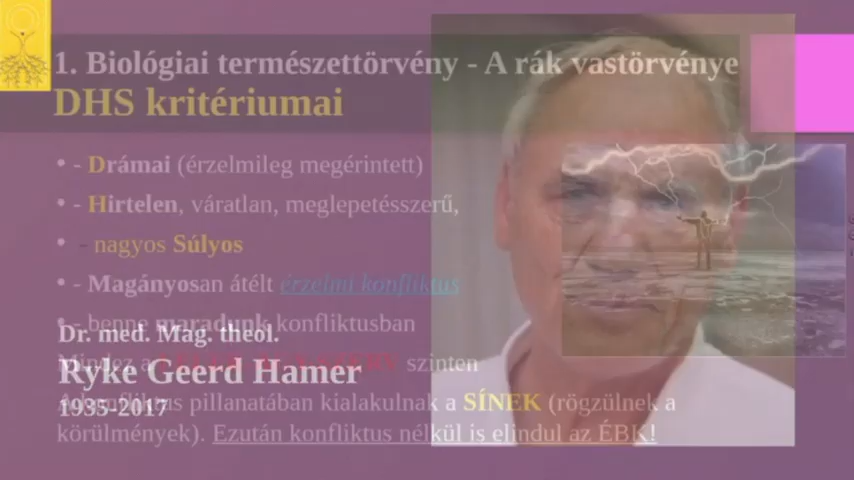 1. Biológiai természettörvény - A rák vastörvénye
DHS kritériumai
• - Drámai (érzelmileg megérintett)
• - Hirtelen, váratlan, meglepetésszerű,
• - nagyos Súlyos
• - Magányosan átélt érzelmi konfliktus
• - benne maradunk konfliktusban
Dr. med. Mag. theol.
Mindez a szinten
Ryke Geerd Hamer
A konfliktus pillanatában kialakulnak a SÍNEK (rögzülnek a
1935-2017
körülmények). Ezután konfliktus nélkül is elindul az ÉBK!